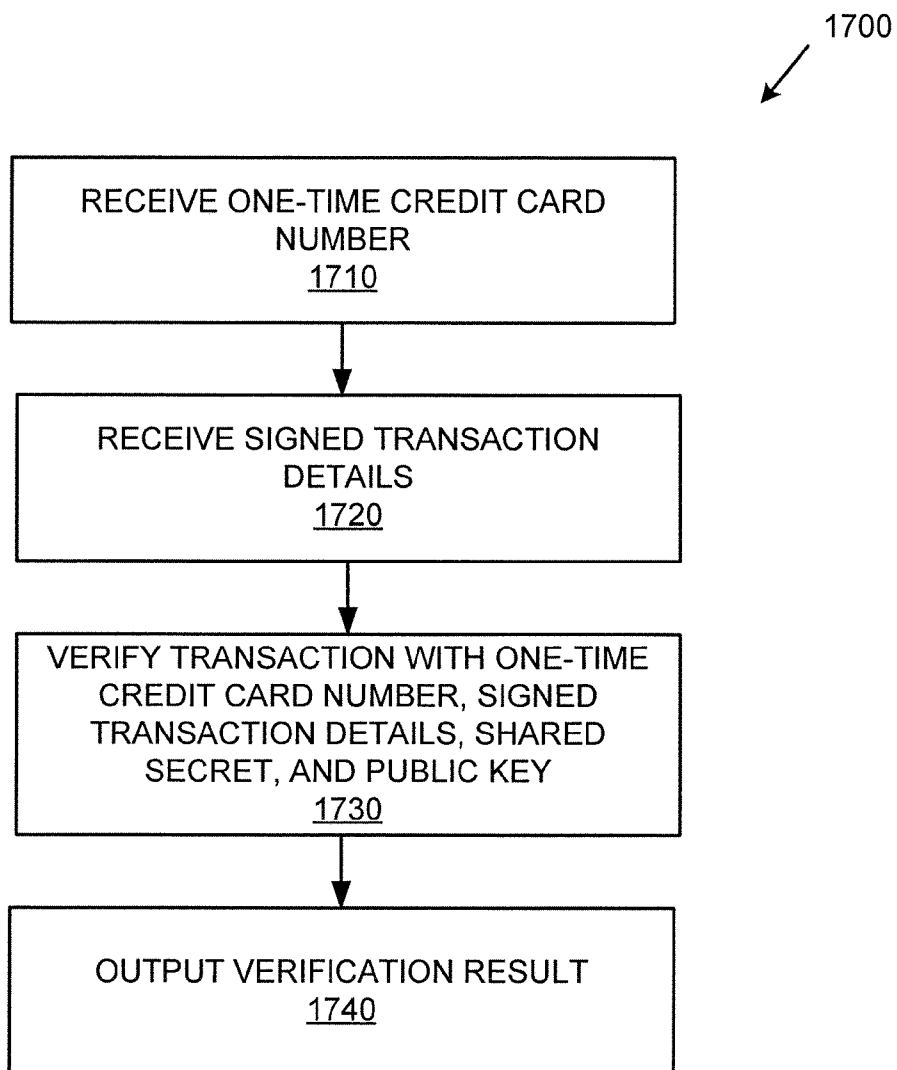 1700
RECEIVE ONE-TIME CREDIT CARD
NUMBER
1710
RECEIVE SIGNED TRANSACTION
DETAILS
1720
VERIFY TRANSACTION WITH ONE-TIME
CREDIT CARD NUMBER, SIGNED
TRANSACTION DETAILS, SHARED
SECRET, AND PUBLIC KEY
1730
OUTPUT VERIFICATION RESULT
1740